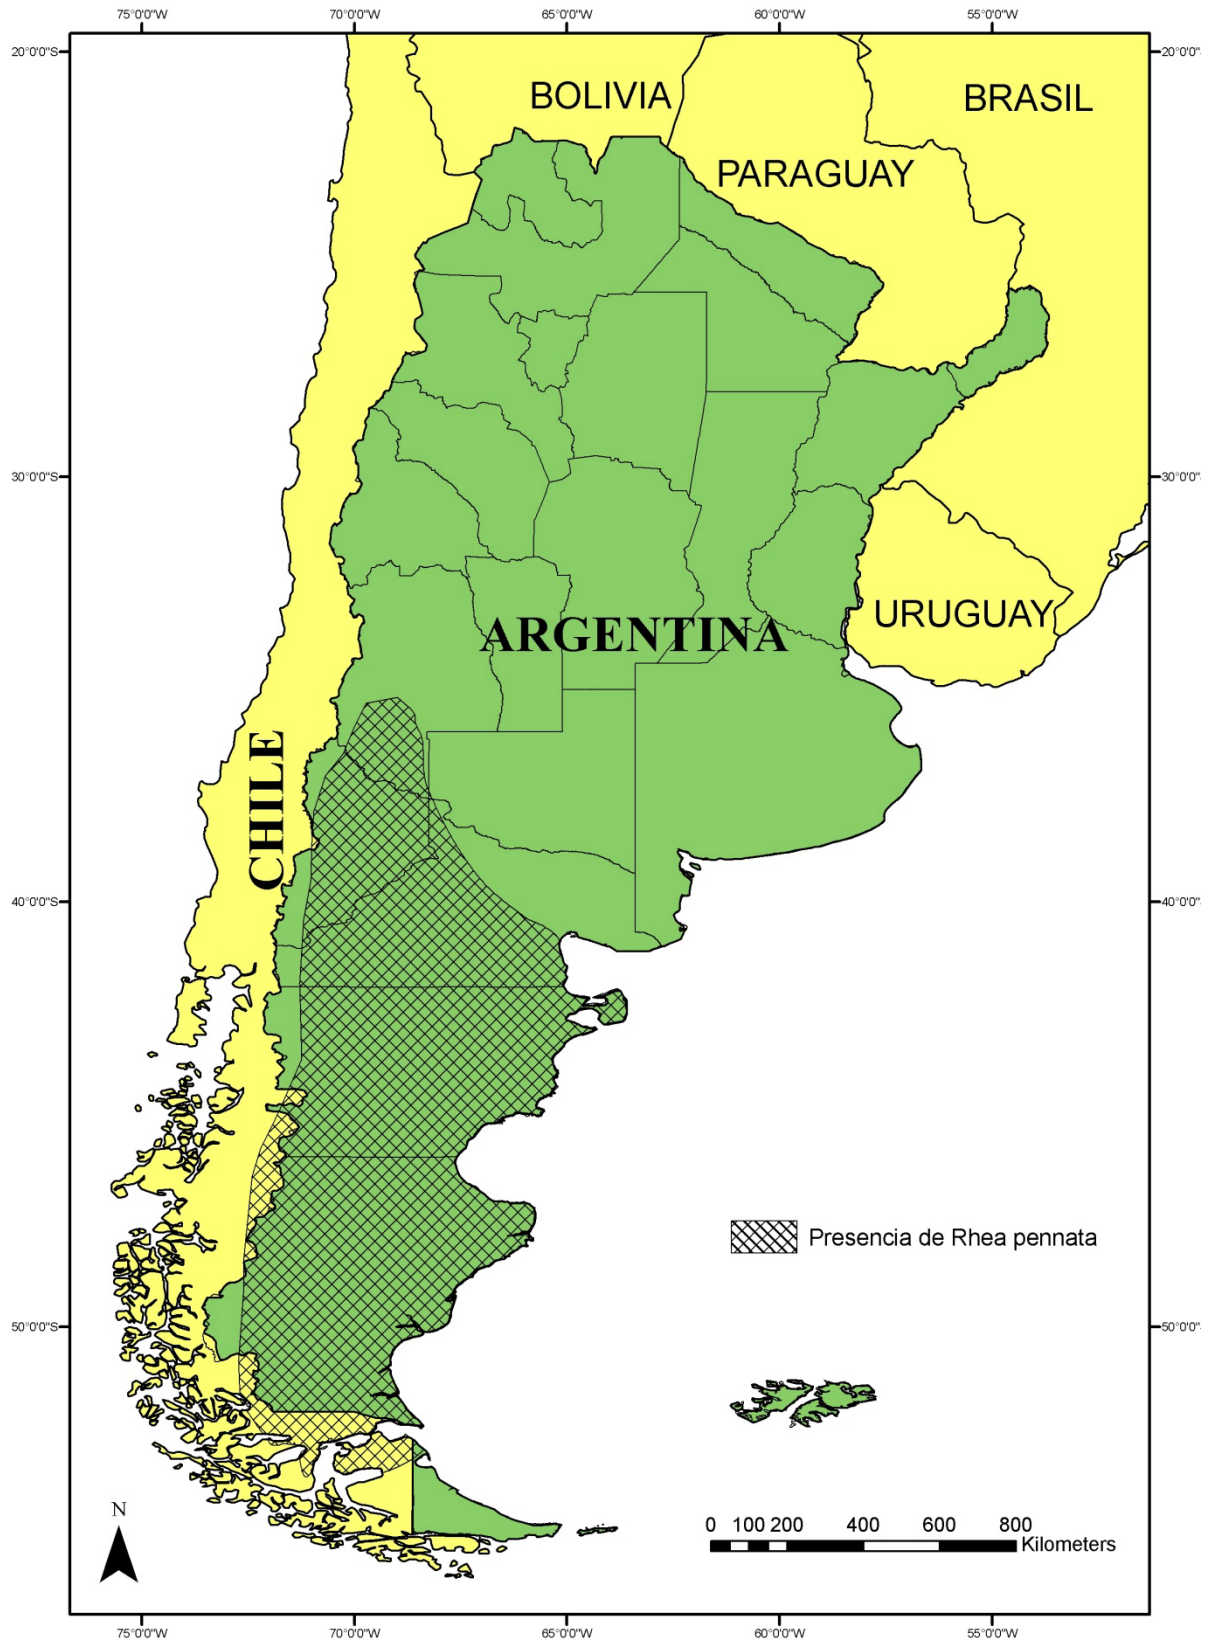 75°0'0"W 70°0'0"W 65°0'0"W 60°0'0"W 55°0'0"W
20°0'0"S 20°0'0"
BOLIVIA BRASIL
PARAGUAY
30°0'0"S 30°0'0"S
URUGUAY
ARGENTINA
CHILE
40°0'0"S 40°0'0"S
Presencia de Rhea pennata
50°0'0"S 50°0'0"S
N
0 100 200 400 600 800
Kilometers
75°0'0"W 70°0'0"W 65°0'0"W 60°0'0"W 55°0'0"W